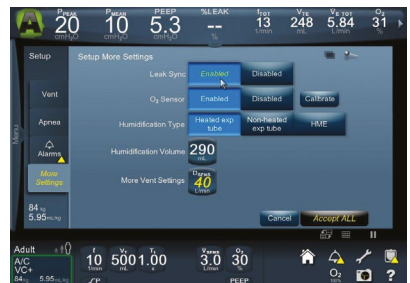 PPEAK PMEAN PEEP %LEAK fTOT VTE VE TOT O2
20 10 5.3 -- 13 248 5.84 31
cmH2O cmH2O cmH2O % 1/min mL L/min %
Setup Setup More Settings
Leak Sync Enabled Disabled
Vent
O2 Sensor Enabled Disabled Calibrate
Apnea
Humidification Type Heated exp tube Non-heated exp tube HME
Menu
Alarms
Humidification Volume 290 mL
More Settings
More Vent Settings DSENS 40 L/min
84 kg
5.95 mL/kg
Cancel Accept ALL
Adult f VT TI VSENS O2
A/C 10 500 1.00 3.0 30
VC+ 1/min mL s L/min %
84 kg 5.95 mL/kg PEEP
O2 ?
100%